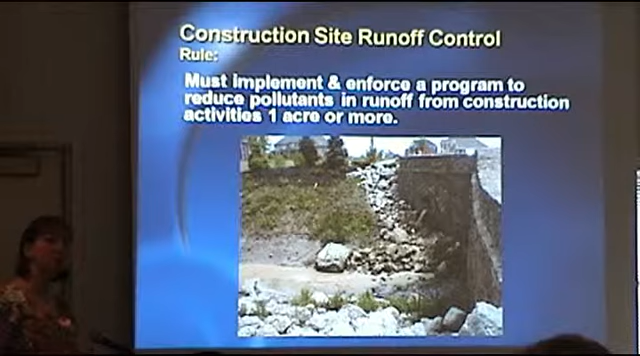 Construction Site Runoff Control
Rule:
Must implement & enforce a program to
reduce pollutants in runoff from construction
activities 1 acre or more.